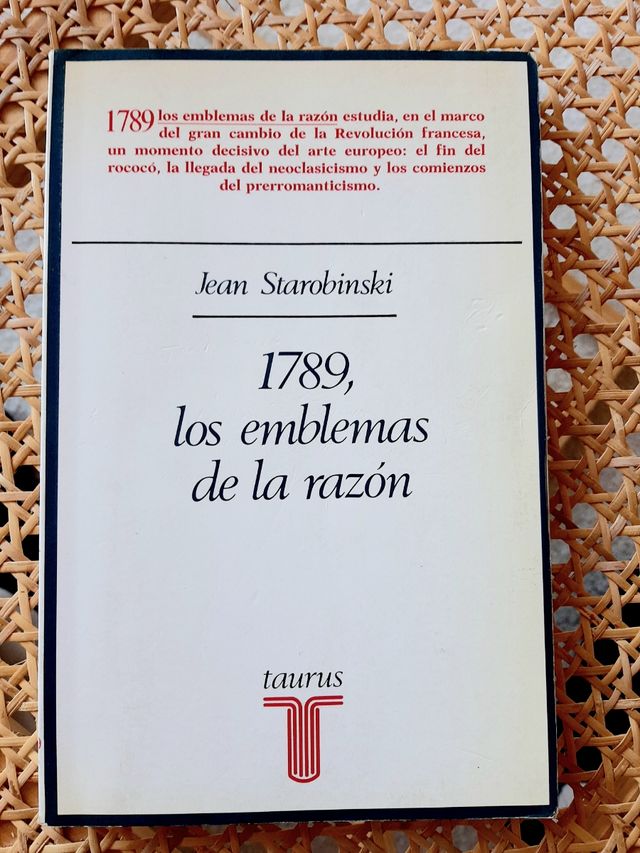 1789 los emblemas de la razón estudia, en el marco
del gran cambio de la Revolución francesa,
un momento decisivo del arte europeo: el fin del
rococó, la llegada del neoclasicismo y los comienzos
del prerromanticismo.
Jean Starobinski
1789,
los emblemas
de la razón
taurus